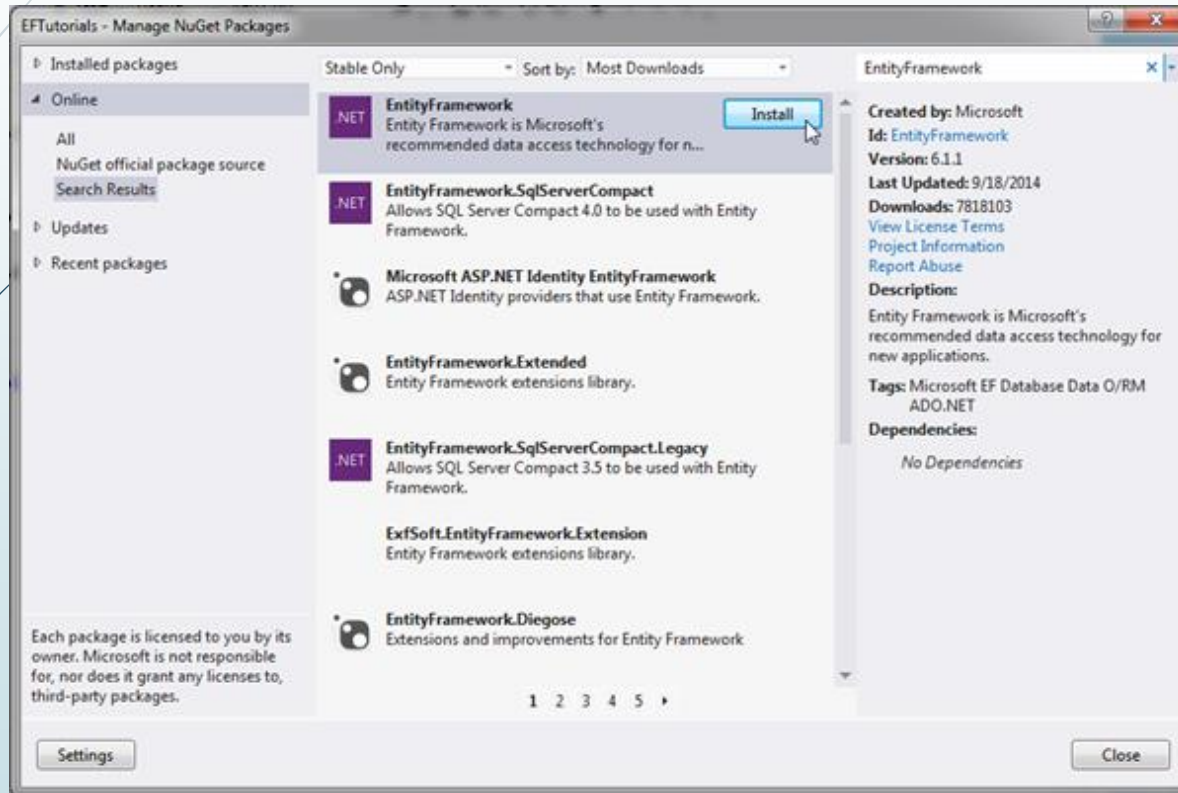 EFTutorials - Manage NuGet Packages
Installed packages
Online
All
NuGet official package source
Search Results
Updates
Recent packages
Each package is licensed to you by its
owner. Microsoft is not responsible
for, nor does it grant any licenses to,
third-party packages.
Stable Only
Sort by: Most Downloads
.NET
EntityFramework
Entity Framework is Microsoft's
recommended data access technology for n...
Install
.NET
EntityFramework.SqlServerCompact
Allows SQL Server Compact 4.0 to be used with Entity
Framework.
Microsoft ASP.NET Identity EntityFramework
ASP.NET Identity providers that use Entity Framework.
EntityFramework.Extended
Entity Framework extensions library.
.NET
EntityFramework.SqlServerCompact.Legacy
Allows SQL Server Compact 3.5 to be used with Entity
Framework.
ExfSoft.EntityFramework.Extension
Entity Framework extensions library.
EntityFramework.Diegose
Extensions and improvements for Entity Framework
1 2 3 4 5
EntityFramework
Created by: Microsoft
Id: EntityFramework
Version: 6.1.1
Last Updated: 9/18/2014
Downloads: 7818103
View License Terms
Project Information
Report Abuse
Description:
Entity Framework is Microsoft's
recommended data access technology for
new applications.
Tags: Microsoft EF Database Data O/RM
ADO.NET
Dependencies:
No Dependencies
Settings
Close